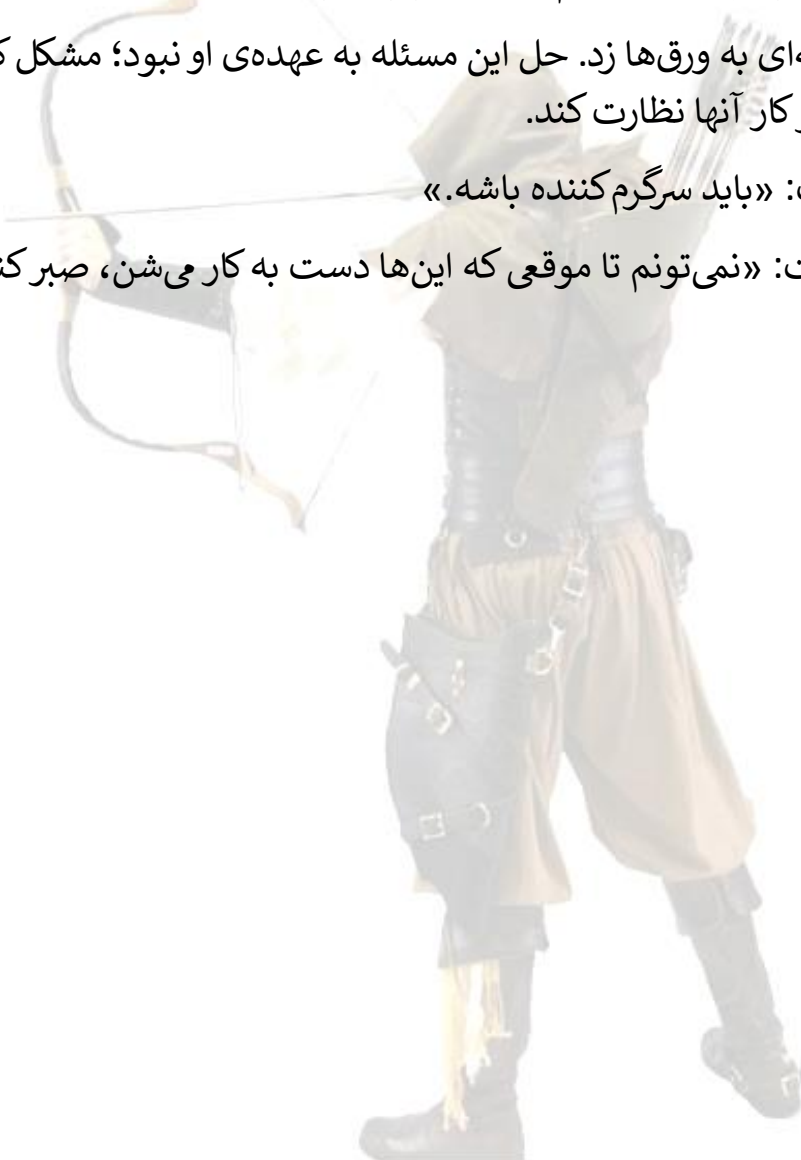 به ورق‌ها زد. حل این مسئله به عهده‌ی او نبود؛ مشکل
کار آنها نظارت کند.
«باید سرگرم‌کننده باشه.»
«نمی‌تونم تا موقعی که این‌ها دست به کار می‌شن، صبر